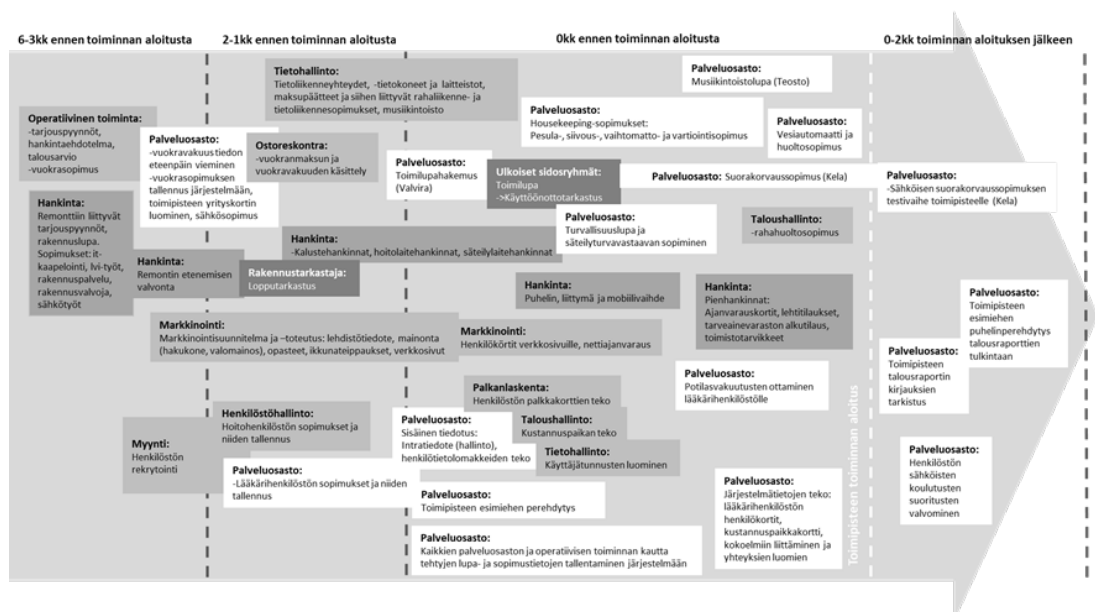 6-3kk ennen toiminnan aloitusta
2-1kk ennen toiminnan aloitusta
0kk ennen toiminnan aloitusta
0-2kk toiminnan aloituksen jälkeen
Operatiivinen toiminta:
-tarjouspyynnöt,
hankintaehdotelma,
talousarvio
-vuokrasopimus
Palveluosasto:
-vuokravakuus tiedon
eteenpäin vieminen
-vuokrasopimuksen
tallennus järjestelmään,
toimipisteen yrityskortin
luominen, sähkösopimus
Hankinta:
Remonttiin liittyvät
tarjouspyynnöt,
rakennuslupa.
Sopimukset: it-
kaapelointi, lvi-työt,
rakennuspalvelu,
rakennusvalvoja,
sähkötyöt
Hankinta:
Remontin etenemisen
valvonta
Tietohallinto:
Tietoliikenneyhteydet, -tietokoneet ja laitteistot,
maksupäätteet ja siihen liittyvät rahaliikenne- ja
tietoliikennesopimukset, musiikintoisto
Ostoreskontra:
-vuokranmaksun ja
vuokravakuuden käsittely
Palveluosasto:
Toimilupahakemus
(Valvira)
Hankinta:
-Kalustehankinnat, hoitolaitehankinnat, säteilylaitehankinnat
Rakennustarkastaja:
Lopputarkastus
Markkinointi:
Markkinointisuunnitelma ja –toteutus: lehdistötiedote, mainonta
(hakukone, valomainos), opasteet, ikkunateippaukset, verkkosivut
Myynti:
Henkilöstön
rekrytointi
Henkilöstöhallinto:
Hoitohenkilöstön sopimukset ja
niiden tallennus
Palveluosasto:
-Lääkärihenkilöstön sopimukset ja niiden
tallennus
Palveluosasto:
Musiikintoistolupa (Teosto)
Palveluosasto:
Housekeeping-sopimukset:
Pesula-, siivous-, vaihtomatto- ja vartiointisopimus
Palveluosasto:
Vesiautomaatti ja
huoltosopimus
Ulkoiset sidosryhmät:
Toimilupa
->Käyttöönottotarkastus
Palveluosasto: Suorakorvaussopimus (Kela)
Palveluosasto:
Turvallisuuslupa ja
säteilyturvavastaavan sopiminen
Taloushallinto:
-rahahuoltosopimus
Hankinta:
Puhelin, liittymä ja mobiilivaihde
Hankinta:
Pienhankinnat:
Ajanvarauskortit, lehtitilaukset,
tarveainevaraston alkutilaus,
toimistotarvikkeet
Markkinointi:
Henkilökörtit verkkosivuille, nettiajanvaraus
Palveluosasto:
Potilasvakuutusten ottaminen
lääkärihenkilöstölle
Palkanlaskenta:
Henkilöstön palkkakorttien teko
Palveluosasto:
Sisäinen tiedotus:
Intratiedote (hallinto),
henkilötietolomakkeiden teko
Taloushallinto:
Kustannuspaikan teko
Tietohallinto:
Käyttäjätunnusten luominen
Palveluosasto:
Toimipisteen esimiehen perehdytys
Palveluosasto:
Kaikkien palveluosaston ja operatiivisen toiminnan kautta
tehtyjen lupa- ja sopimustietojen tallentaminen järjestelmään
Palveluosasto:
Järjestelmätietojen teko:
lääkärihenkilöstön
henkilökortit,
kustannuspaikkakortti,
kokoelmiin liittäminen ja
yhteyksien luomien
Toimipisteen toiminnan aloitus
Palveluosasto:
-Sähköisen suorakorvaussopimuksen
testivaihe toimipisteelle (Kela)
Palveluosasto:
Toimipisteen
esimiehen
puhelinperehdytys
talousraporttien
tulkintaan
Palveluosasto:
Toimipisteen
talousraportin
kirjauksien
tarkistus
Palveluosasto:
Henkilöstön
sähköisten
koulutusten
suoritusten
valvominen